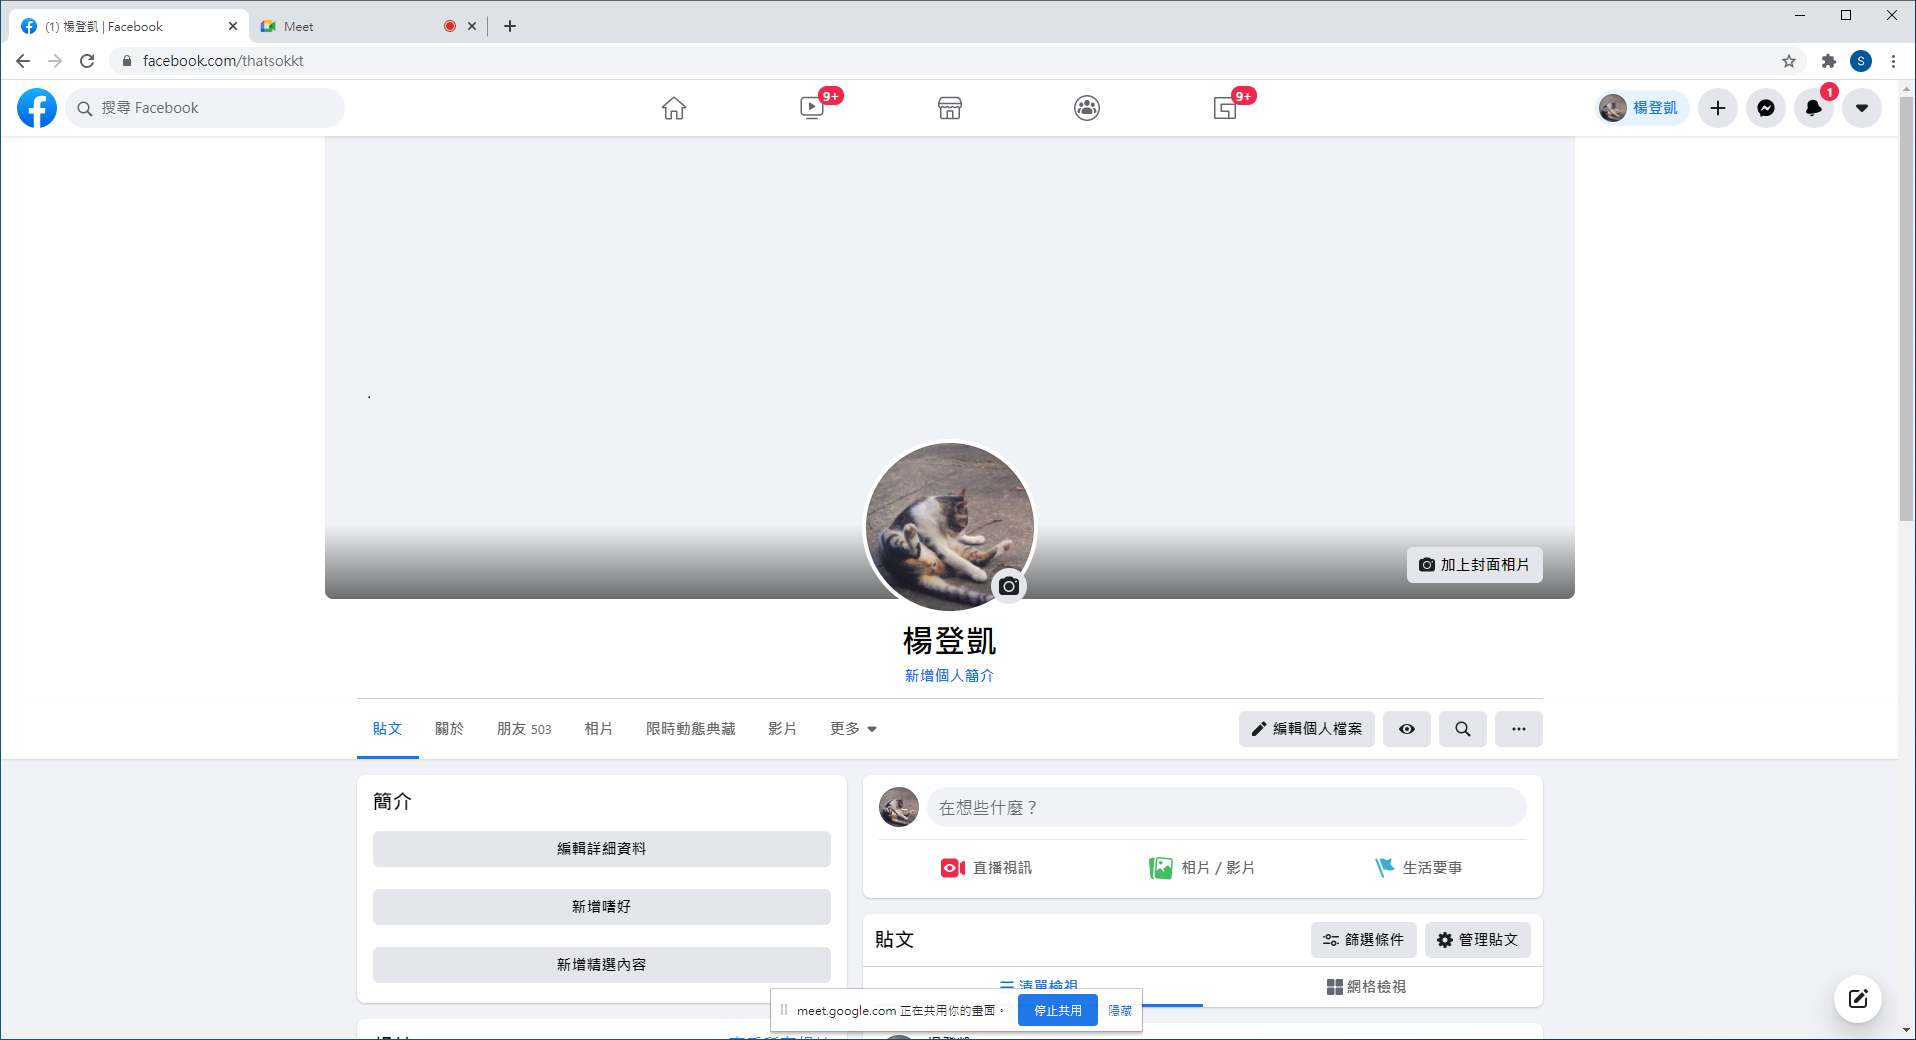 (1) 楊登凱 | Facebook
Meet
facebook.com/thatsokkt
S
搜尋 Facebook
9+
9+
楊登凱
1
加上封面相片
楊登凱
新增個人簡介
貼文
關於
朋友 503
相片
限時動態典藏
影片
更多
編輯個人檔案
簡介
編輯詳細資料
新增嗜好
新增精選內容
在想些什麼？
直播視訊
相片 / 影片
生活要事
貼文
篩選條件
管理貼文
清單檢視
網格檢視
meet.google.com 正在共用你的畫面。
停止共用
隱藏